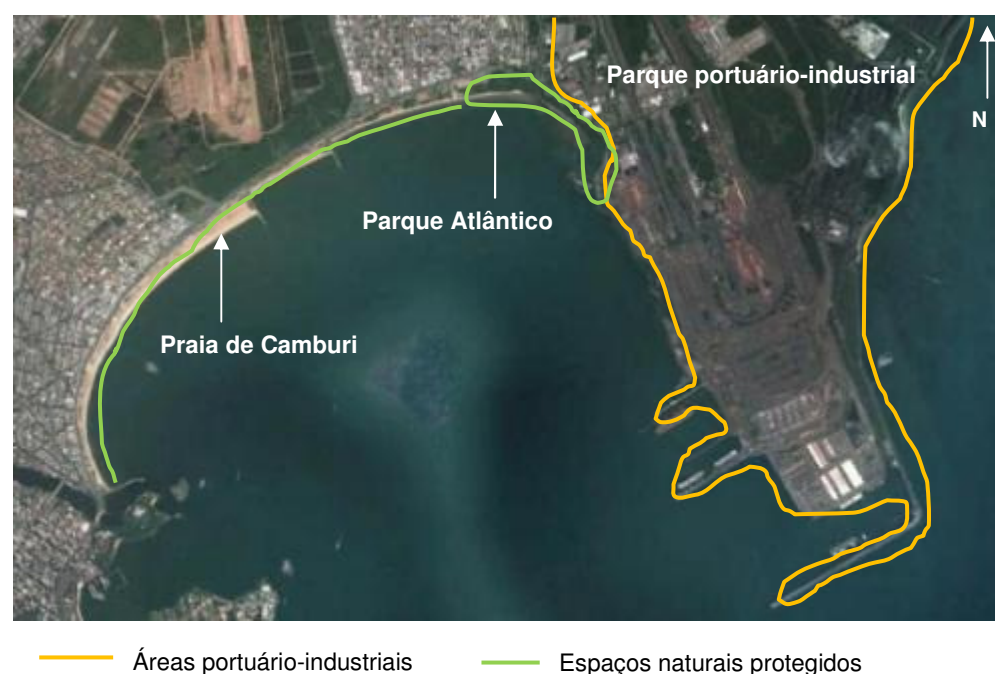 Parque portuário-industrial
N
Parque Atlântico
Praia de Camburi
Áreas portuário-industriais
Espaços naturais protegidos